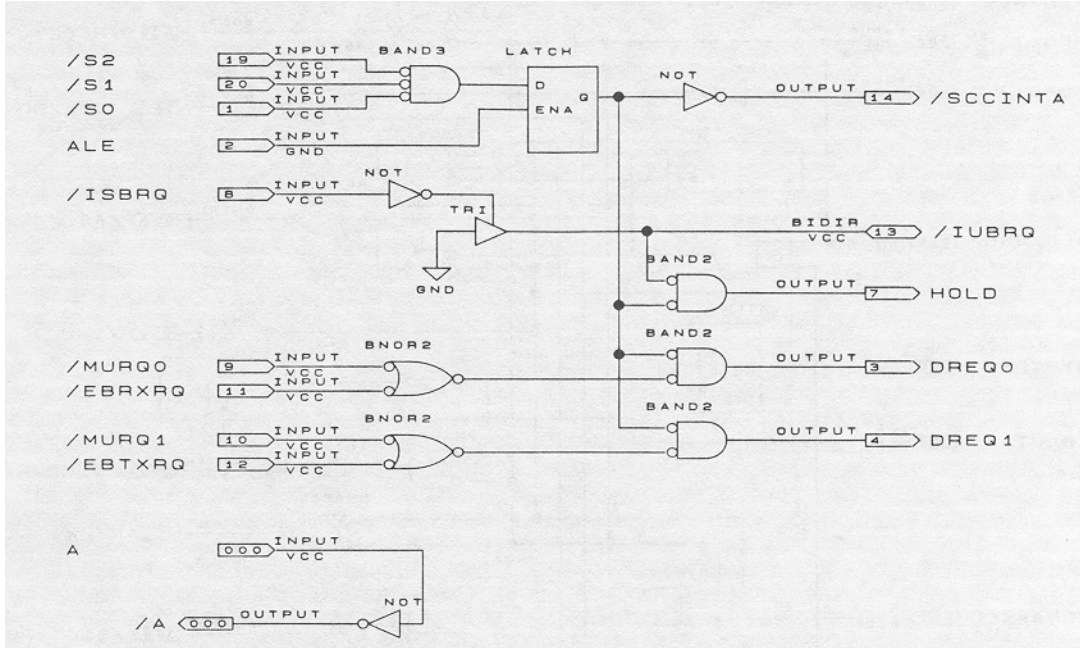 BAND3 LATCH
/S2 19 INPUT VCC
/S1 20 INPUT VCC
/S0 1 INPUT VCC
D Q
ENA
NOT OUTPUT 14 /SCCINTA
ALE 2 INPUT GND
/ISBRQ 8 INPUT VCC NOT
TRI
GND
BIDIR VCC 13 /IUBRQ
BAND2 OUTPUT 7 HOLD
/MURQ0 9 INPUT VCC BNOR2
/EBRXRQ 11 INPUT VCC
BAND2 OUTPUT 3 DREQ0
/MURQ1 10 INPUT VCC BNOR2
/EBTXRQ 12 INPUT VCC
BAND2 OUTPUT 4 DREQ1
A 000 INPUT VCC
/A 000 OUTPUT NOT